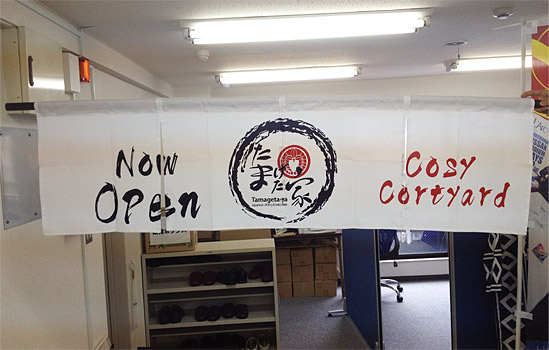 Now
Open
たまげた家
Tamageta-ya
Cosy
Cortyard